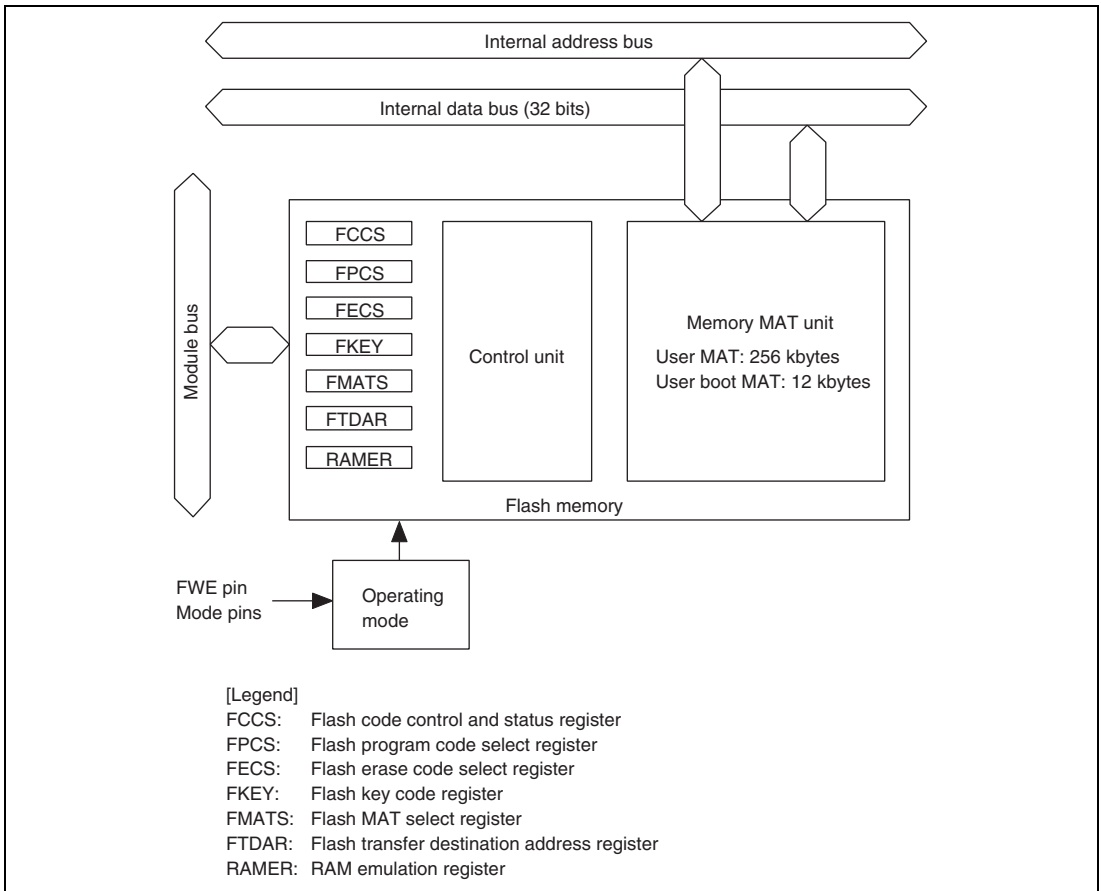 Internal address bus
Internal data bus (32 bits)
Module bus
FCCS
FPCS
FECS
FKEY
FMATS
FTDAR
RAMER
Control unit
Memory MAT unit
User MAT: 256 kbytes
User boot MAT: 12 kbytes
Flash memory
FWE pin
Mode pins
Operating
mode
[Legend]
FCCS: Flash code control and status register
FPCS: Flash program code select register
FECS: Flash erase code select register
FKEY: Flash key code register
FMATS: Flash MAT select register
FTDAR: Flash transfer destination address register
RAMER: RAM emulation register